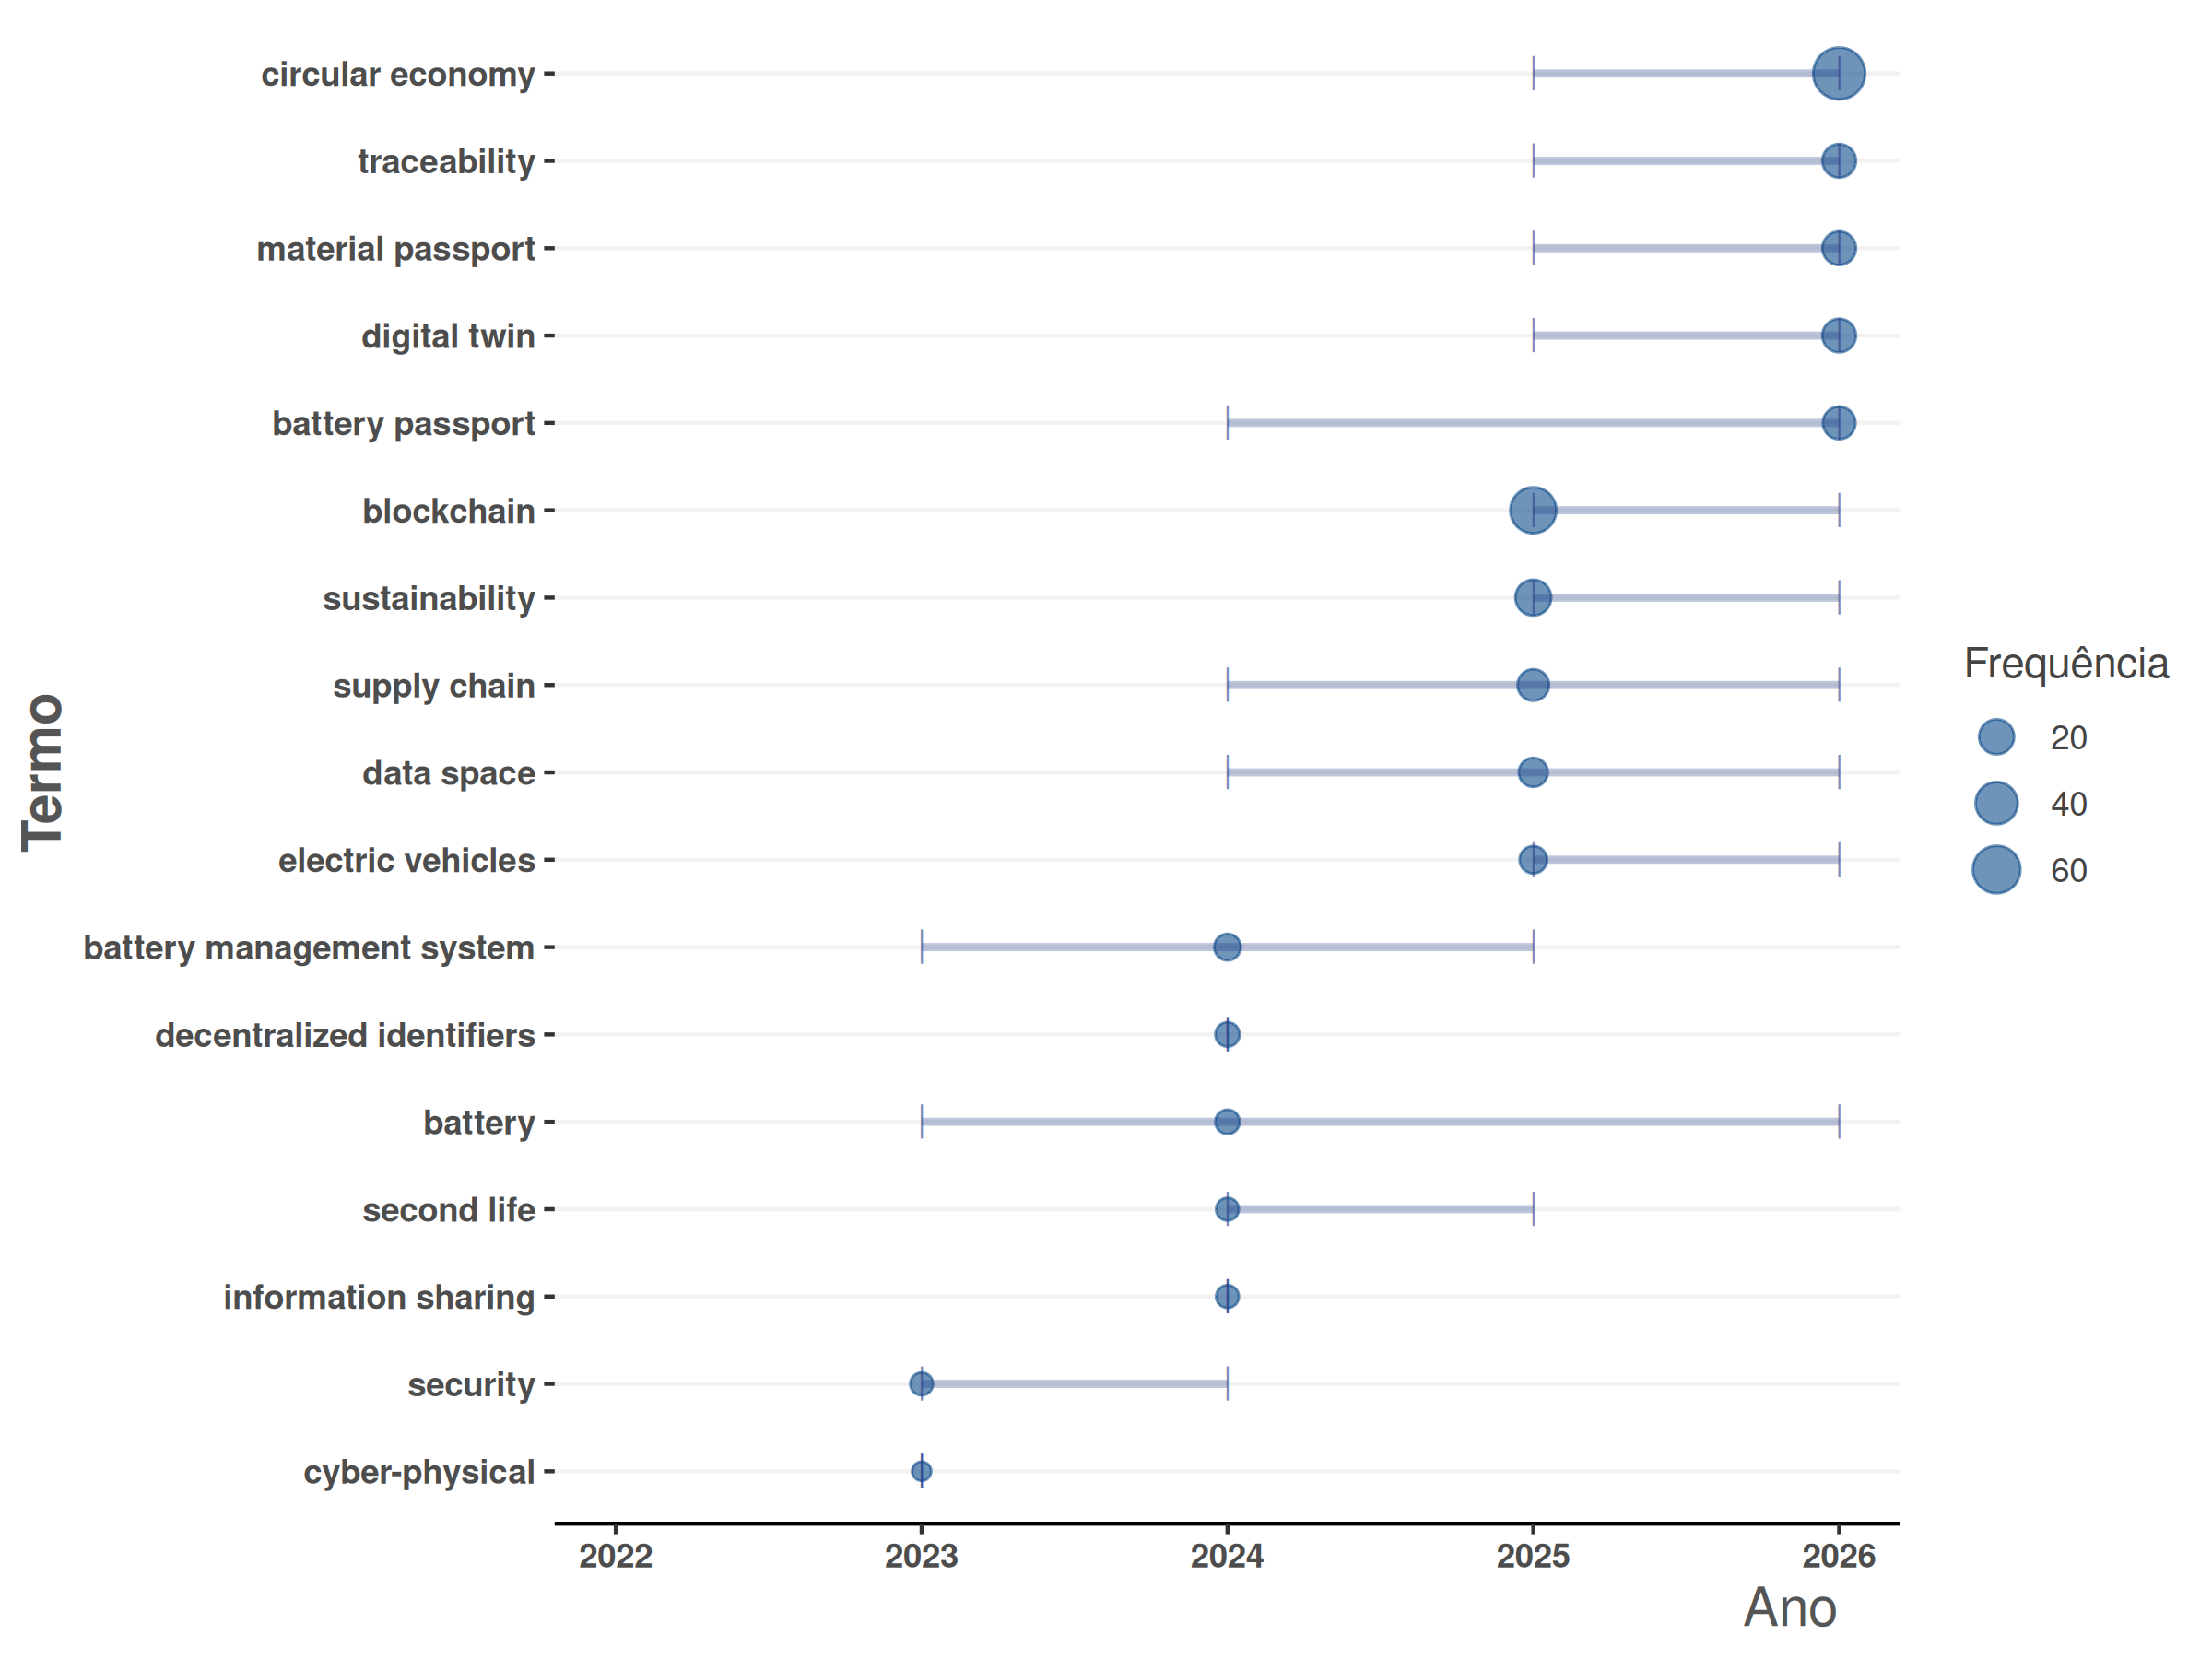 circular economy
traceability
material passport
digital twin
battery passport
blockchain
sustainability
supply chain
data space
electric vehicles
battery management system
decentralized identifiers
battery
second life
information sharing
security
cyber-physical
Termo
2022 2023 2024 2025 2026
Ano
Frequência
20
40
60